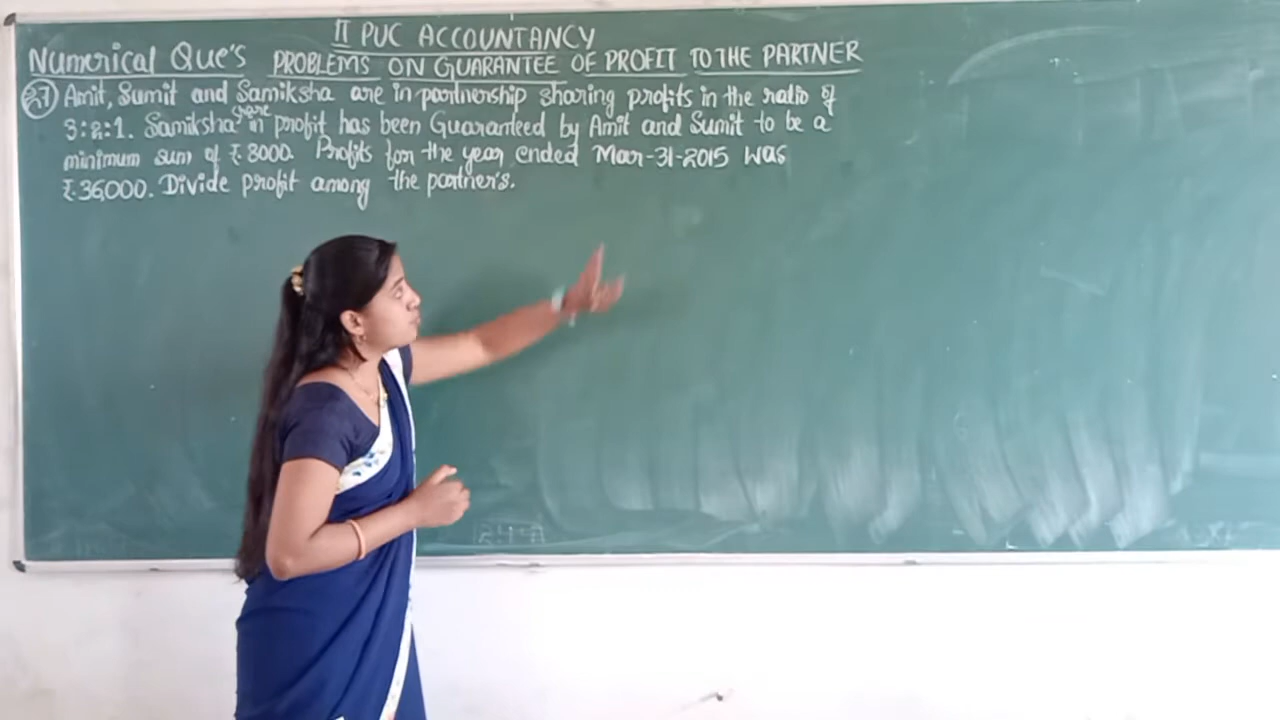 II PUC ACCOUNTANCY
Numerical Que's PROBLEMS ON GUARANTEE OF PROFIT TO THE PARTNER
27 Amit, Sumit and Samiksha are in partnership sharing profits in the ratio of
3:2:1. Samiksha share in profit has been Guaranteed by Amit and Sumit to be a
minimum sum of ₹.8000. Profits for the year ended Mar-31-2015 was
₹.36,000. Divide profit among the partner's.